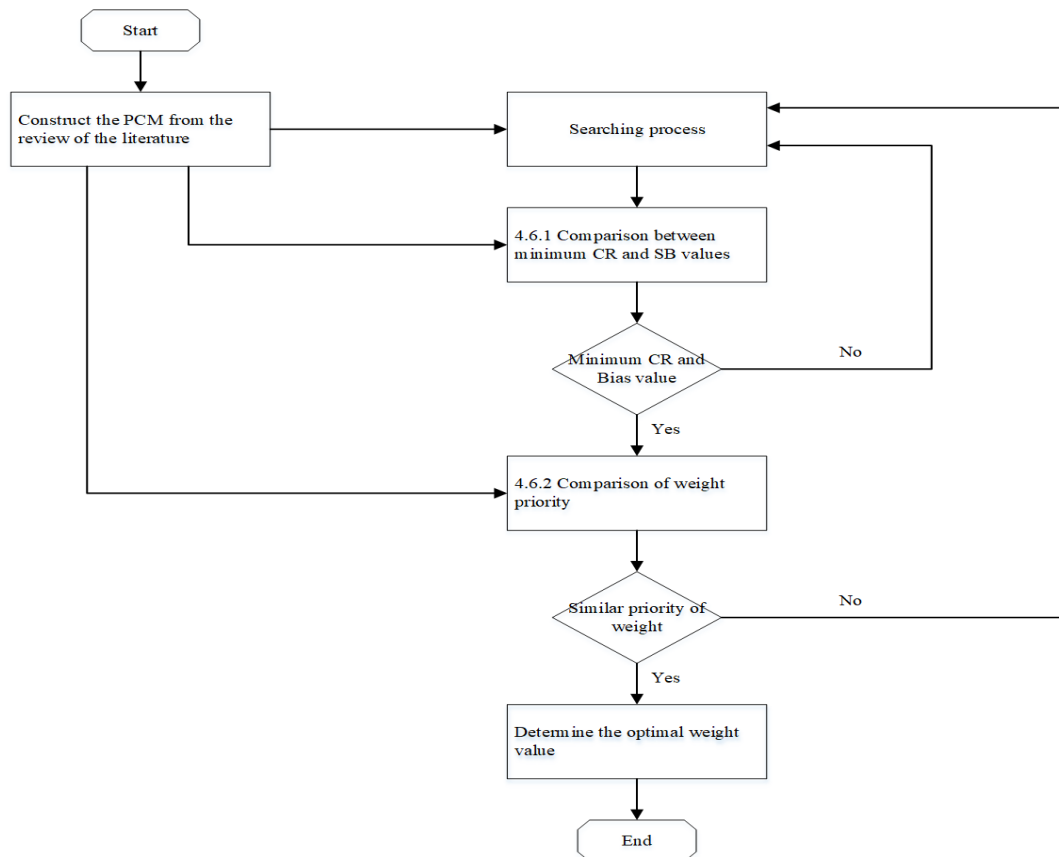 Start
Construct the PCM from the
review of the literature
Searching process
4.6.1 Comparison between
minimum CR and SB values
Minimum CR and
Bias value
No
Yes
4.6.2 Comparison of weight
priority
Similar priority of
weight
No
Yes
Determine the optimal weight
value
End